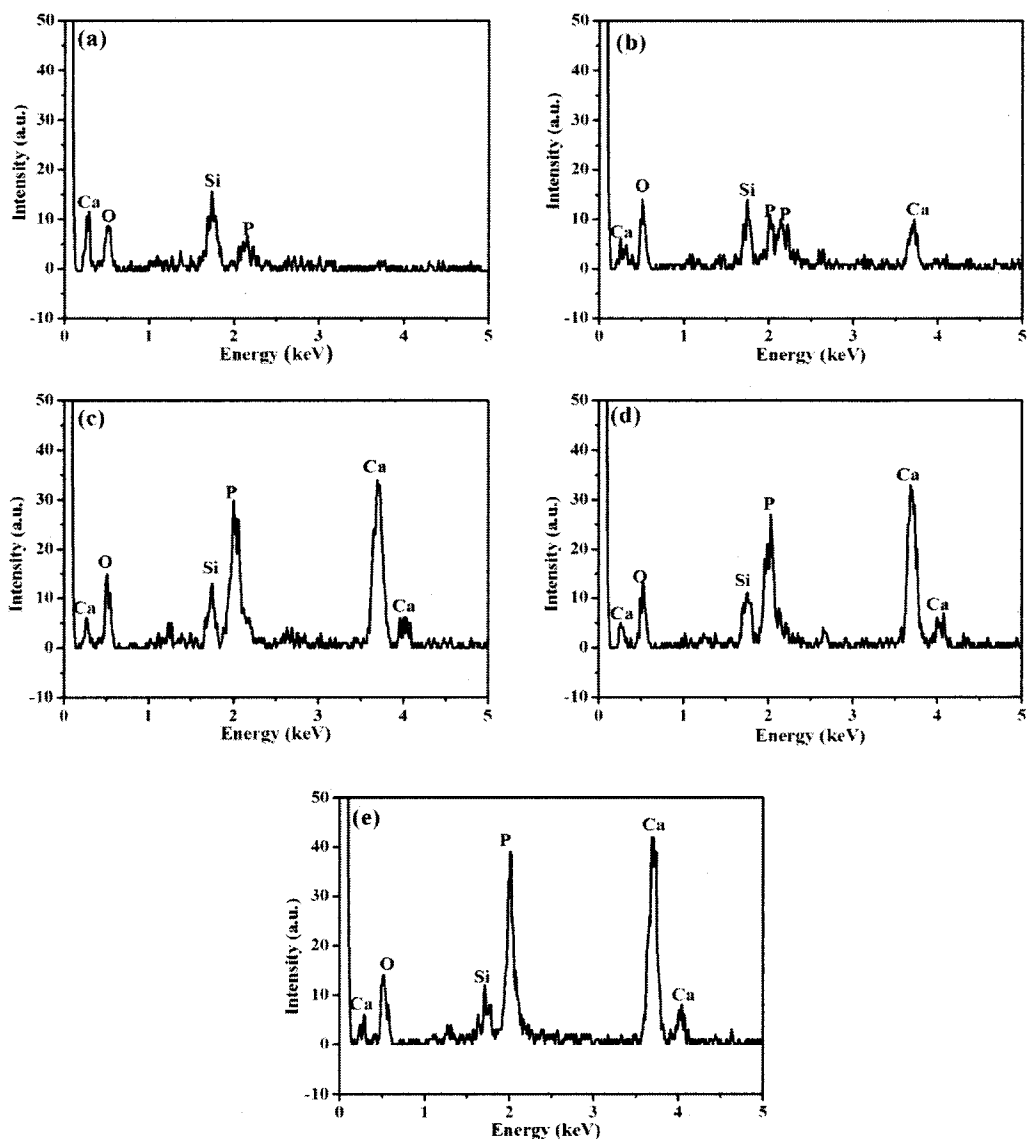 (a)
50
40
30
20
10
0
-10
Intensity (a.u.)
Ca
O
Si
P
0 1 2 3 4 5
Energy (keV)
(b)
50
40
30
20
10
0
-10
Intensity (a.u.)
Ca
O
Si
P P
Ca
0 1 2 3 4 5
Energy (keV)
(c)
50
40
30
20
10
0
-10
Intensity (a.u.)
Ca
O
Si
P
Ca
Ca
0 1 2 3 4 5
Energy (keV)
(d)
50
40
30
20
10
0
-10
Intensity (a.u.)
Ca
O
Si
P
Ca
Ca
0 1 2 3 4 5
Energy (keV)
(e)
50
40
30
20
10
0
-10
Intensity (a.u.)
Ca
O
Si
P
Ca
Ca
0 1 2 3 4 5
Energy (keV)